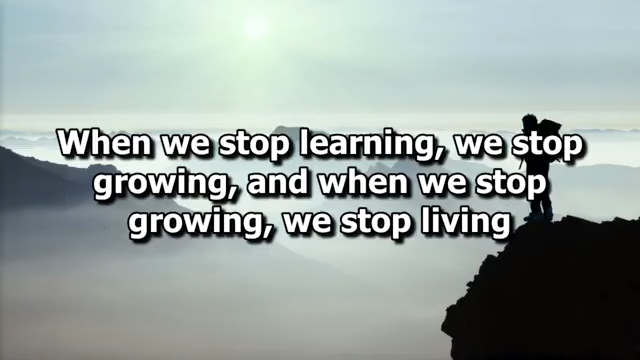 When we stop learning, we stop
growing, and when we stop
growing, we stop living